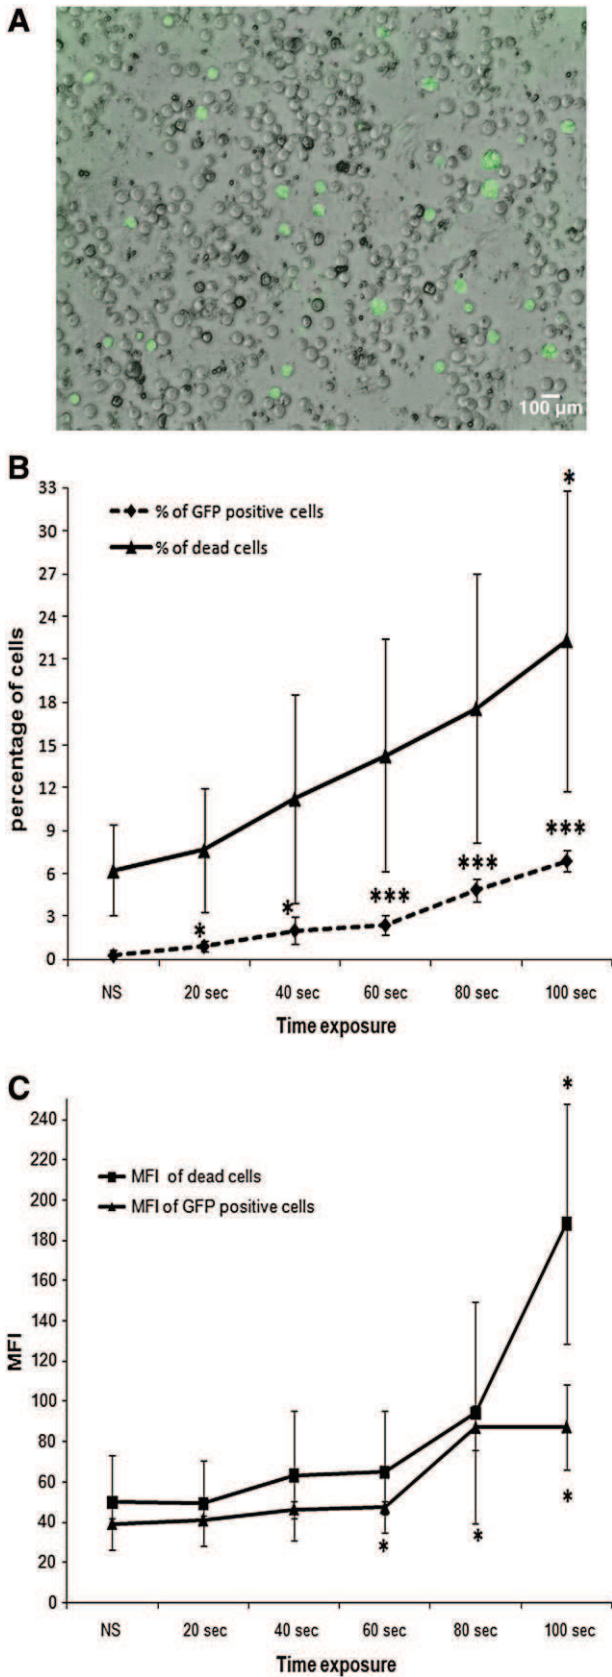 A
100 µm
B
33
30
27
24
21
18
15
12
9
6
3
0
percentage of cells
% of GFP positive cells
% of dead cells
*
*
*
***
***
***
NS 20 sec 40 sec 60 sec 80 sec 100 sec
Time exposure
C
240
220
200
180
160
140
120
100
80
60
40
20
0
MFI
MFI of dead cells
MFI of GFP positive cells
*
*
*
*
NS 20 sec 40 sec 60 sec 80 sec 100 sec
Time exposure